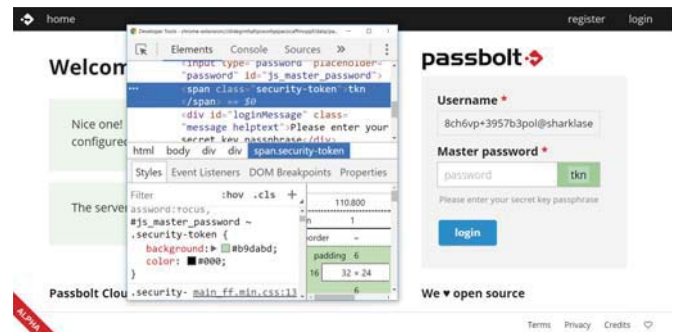 home
register
login
Welcom
Nice one!
configured
The server
Passbolt Clou
ALPHA
Elements Console Sources »
<input type="password" placeholder=
"password" id="js_master_password">
<span class="security-token">tkn
</span> == $0
<div id="loginMessage" class=
"message helptext">Please enter your
secret key passphrase</div>
html body div div span.security-token
Styles Event Listeners DOM Breakpoints Properties
Filter :hov .cls +
assword:focus,
#js_master_password ~
.security-token {
background: #b9dabd;
color: #000;
}
.security- main_ff.min.css:13
110.800
1
order –
padding 6
16 32 × 24
6
passbolt
Username *
8ch6vp+3957b3pol@sharklase
Master password *
password tkn
Please enter your secret key passphrase
login
We ♥ open source
Terms Privacy Credits